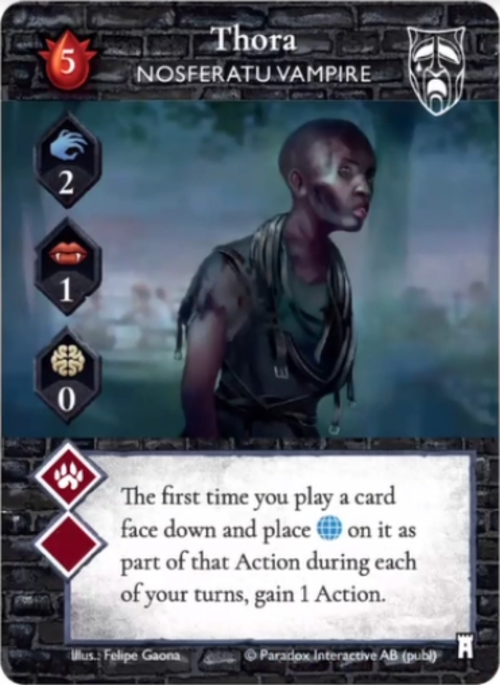 5
Thora
NOSFERATU VAMPIRE
2
1
0
The first time you play a card
face down and place on it as
part of that Action during each
of your turns, gain 1 Action.
Illus.: Felipe Gaona © Paradox Interactive AB (publ)